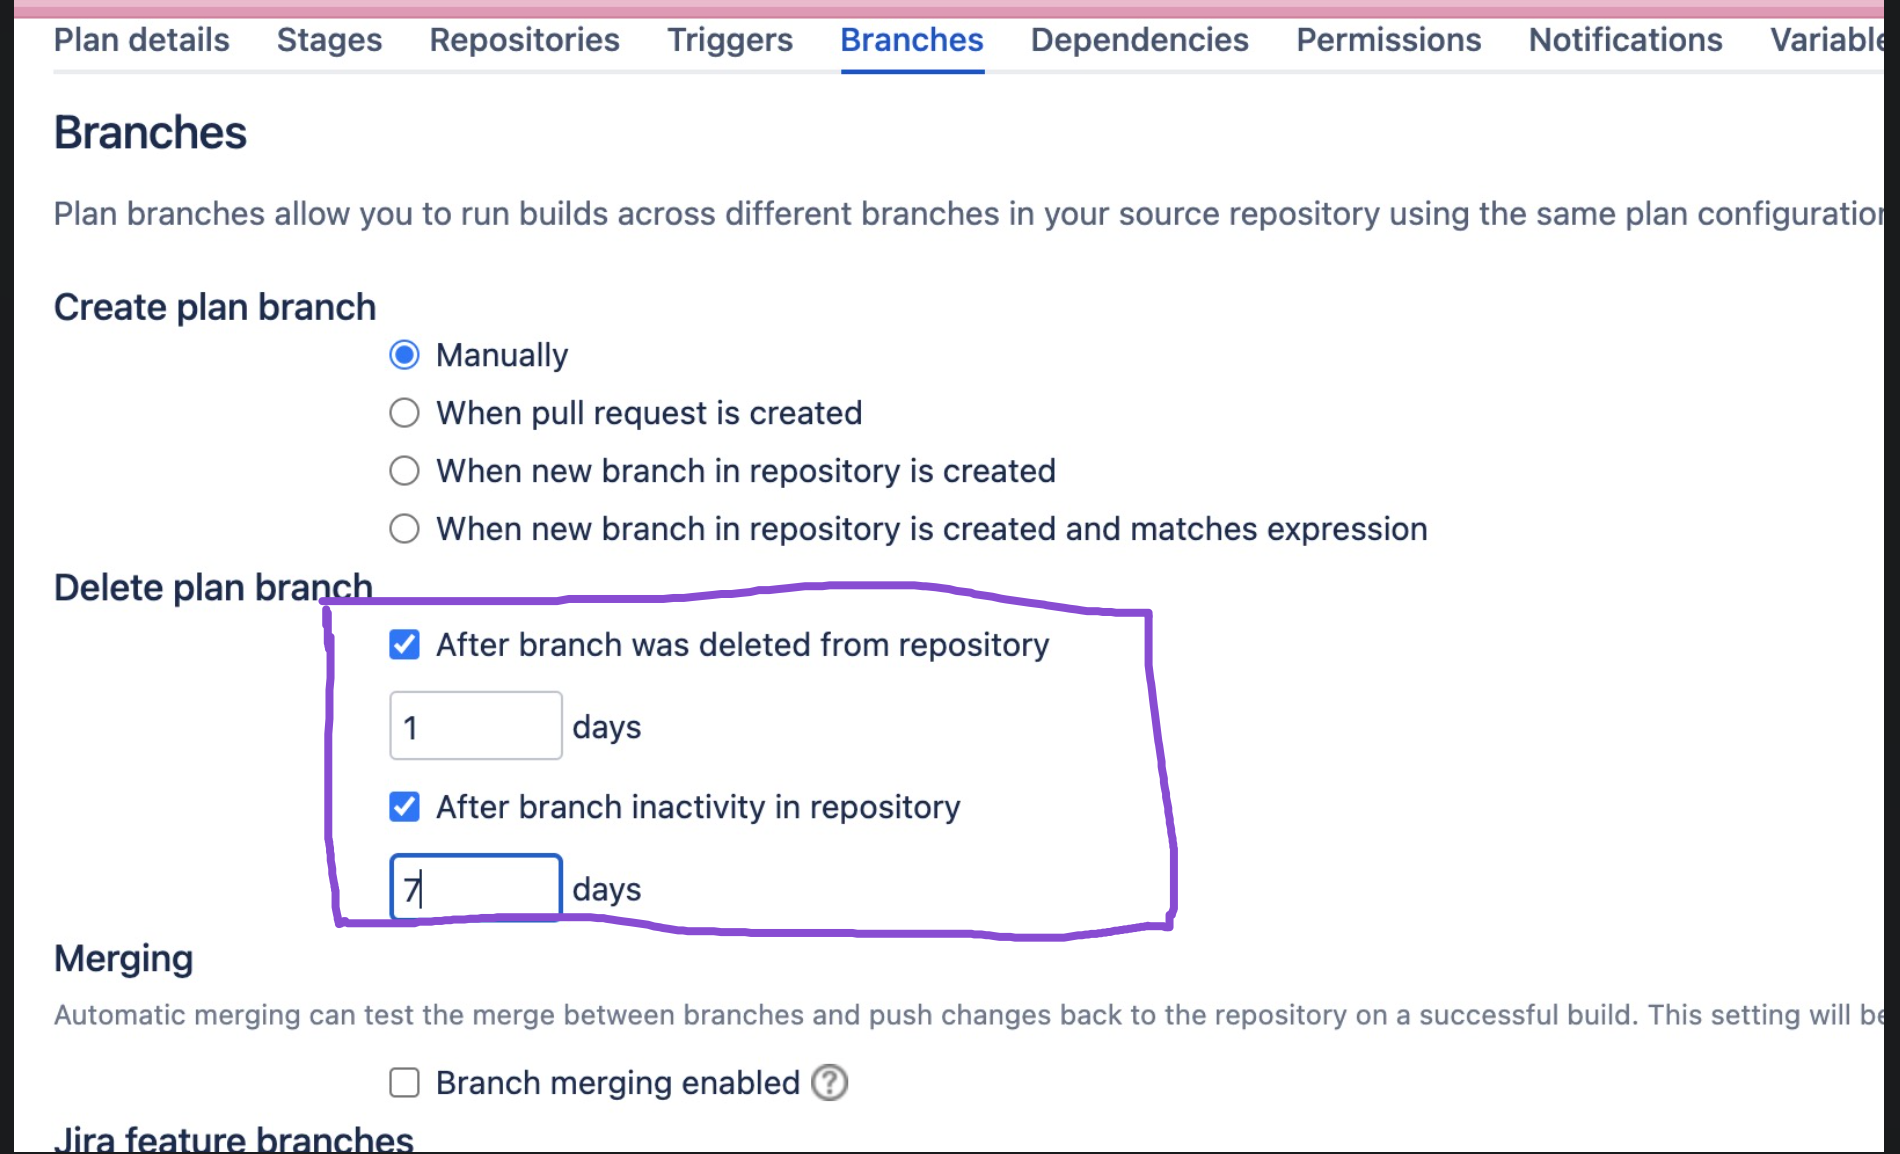 Plan details Stages Repositories Triggers Branches Dependencies Permissions Notifications Variable
Branches
Plan branches allow you to run builds across different branches in your source repository using the same plan configuration
Create plan branch
Manually
When pull request is created
When new branch in repository is created
When new branch in repository is created and matches expression
Delete plan branch
After branch was deleted from repository
1 days
After branch inactivity in repository
7 days
Merging
Automatic merging can test the merge between branches and push changes back to the repository on a successful build. This setting will be
Branch merging enabled ?
Jira feature branches